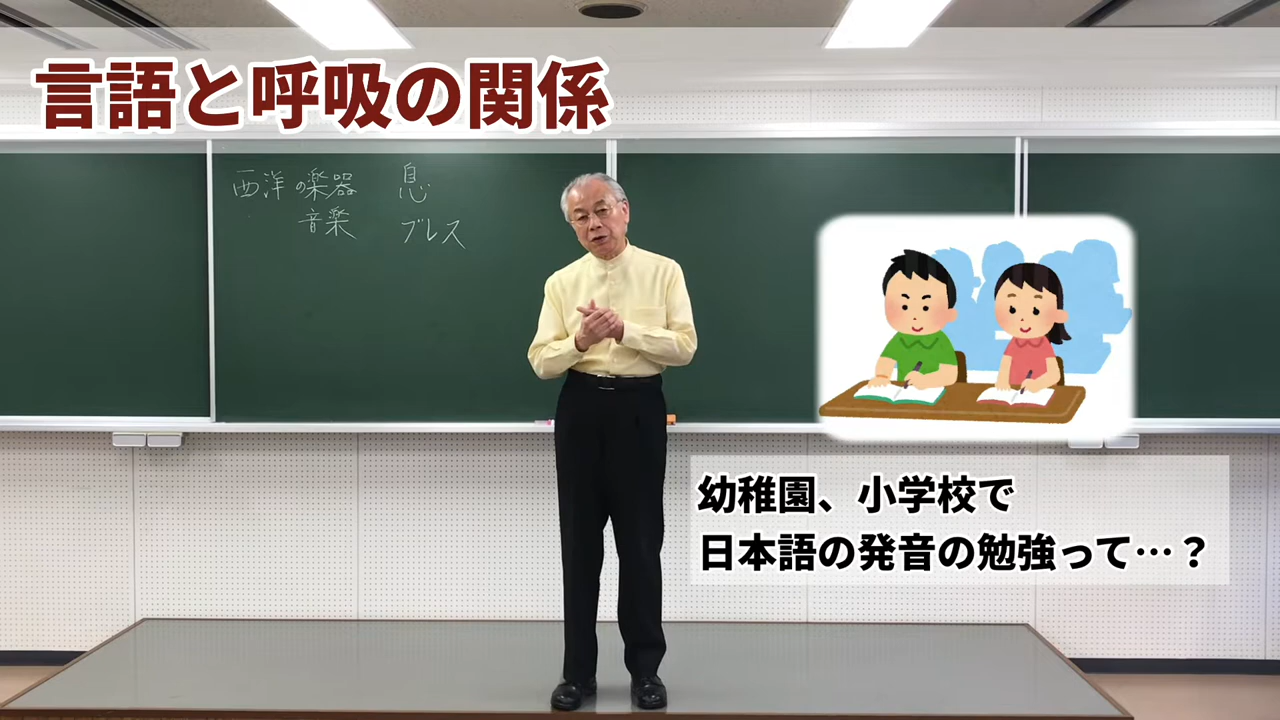 言語と呼吸の関係
西洋の楽器 息
音楽 ブレス
幼稚園、小学校で
日本語の発音の勉強って…？